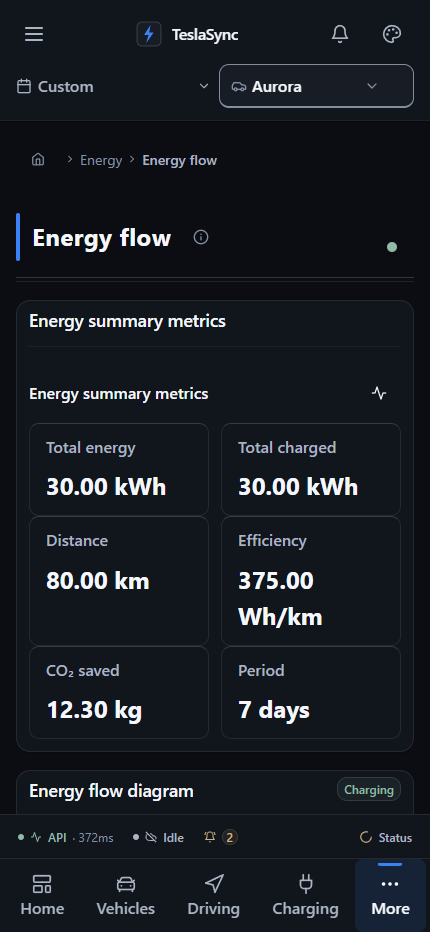 TeslaSync
Custom
Aurora
Energy
Energy flow
Energy flow
Energy summary metrics
Energy summary metrics
Total energy
30.00 kWh
Total charged
30.00 kWh
Distance
80.00 km
Efficiency
375.00
Wh/km
CO₂ saved
12.30 kg
Period
7 days
Energy flow diagram
Charging
API · 372ms
Idle
2
Status
Home
Vehicles
Driving
Charging
More